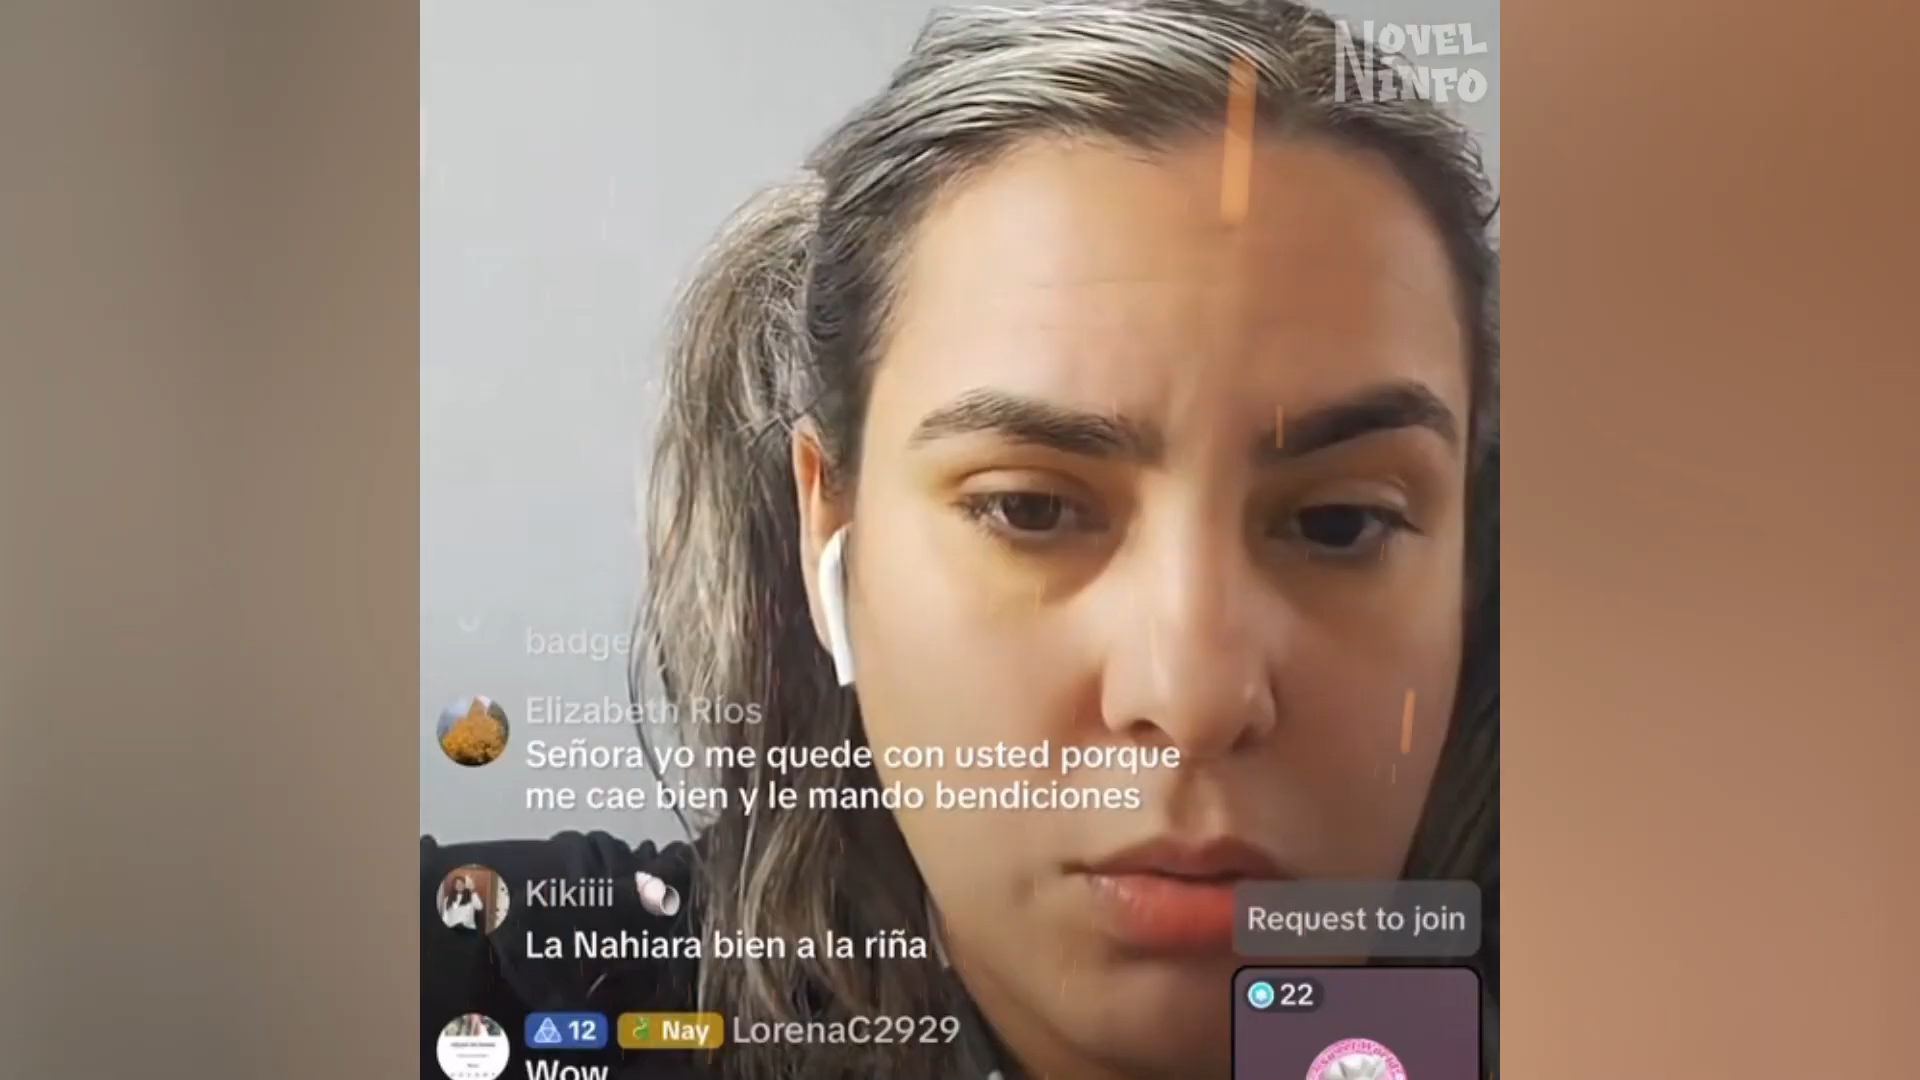 NOVEL
INFO
badge
Elizabeth Ríos
Señora yo me quede con usted porque
me cae bien y le mando bendiciones
Kikiiii
La Nahiara bien a la riña
Request to join
22
12 Nay LorenaC2929
Wow